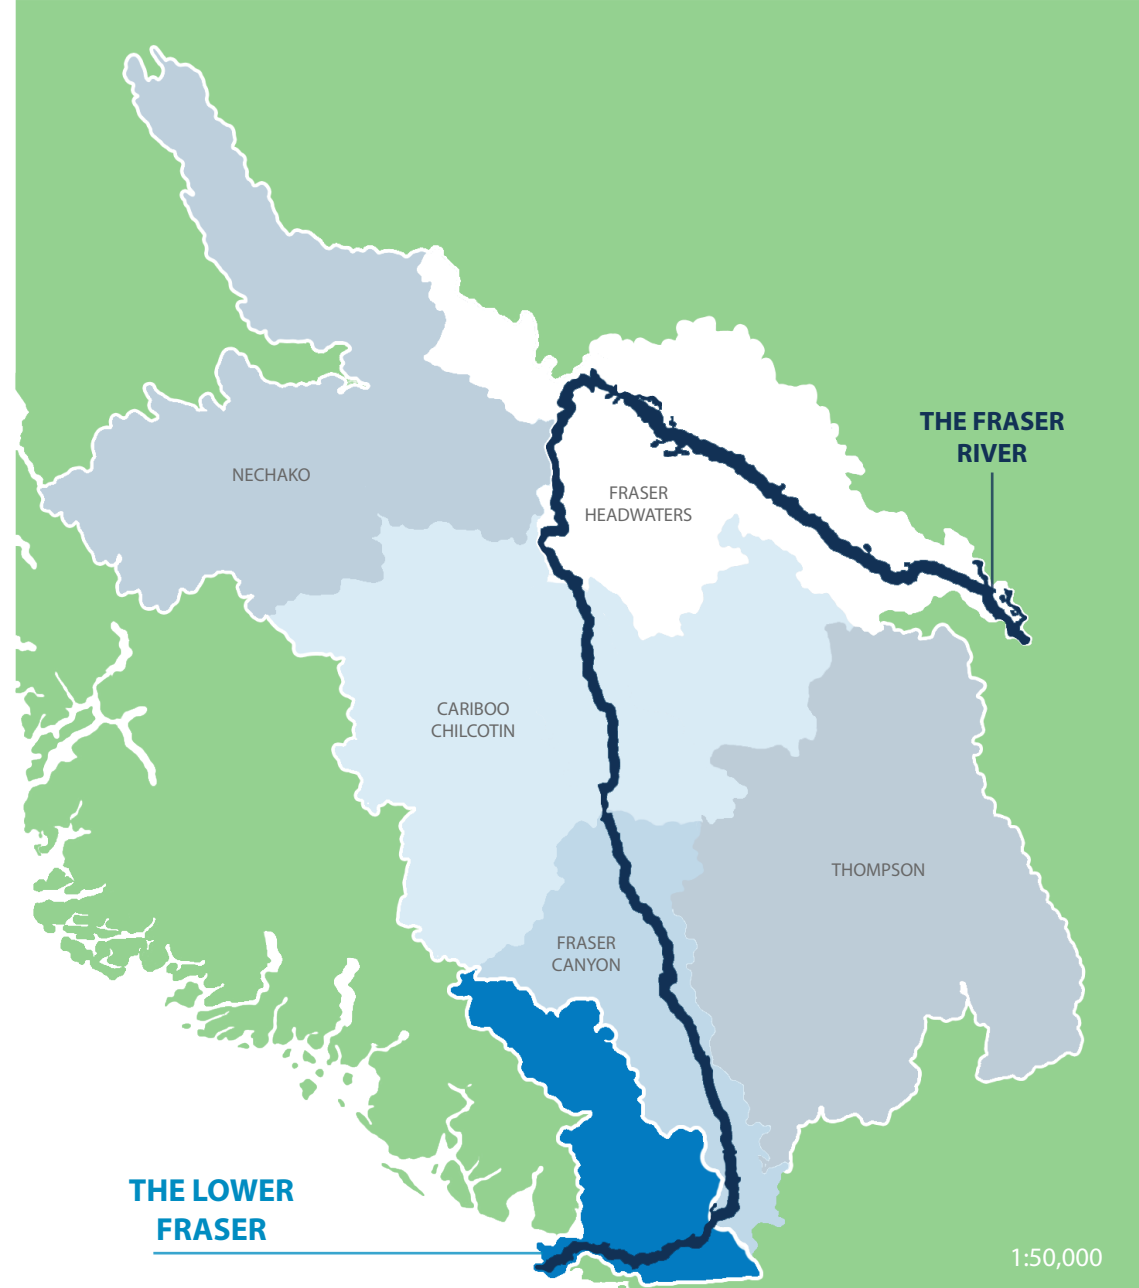 THE FRASER
RIVER
NECHAKO
FRASER
HEADWATERS
CARIBOO
CHILCOTIN
THOMPSON
FRASER
CANYON
THE LOWER
FRASER
1:50,000